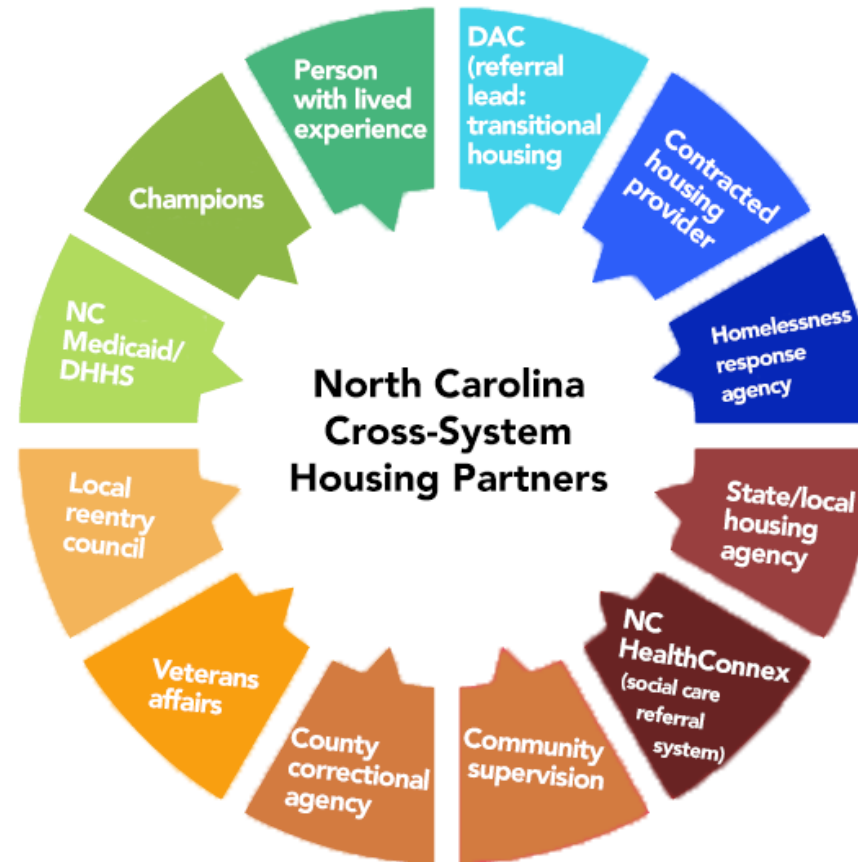 North Carolina
Cross-System
Housing Partners
DAC
(referral
lead:
transitional
housing
Contracted
housing
provider
Homelessness
response
agency
State/local
housing
agency
NC
HealthConnex
(social care
referral
system)
Community
supervision
County
correctional
agency
Veterans
affairs
Local
reentry
council
NC
Medicaid/
DHHS
Champions
Person
with lived
experience